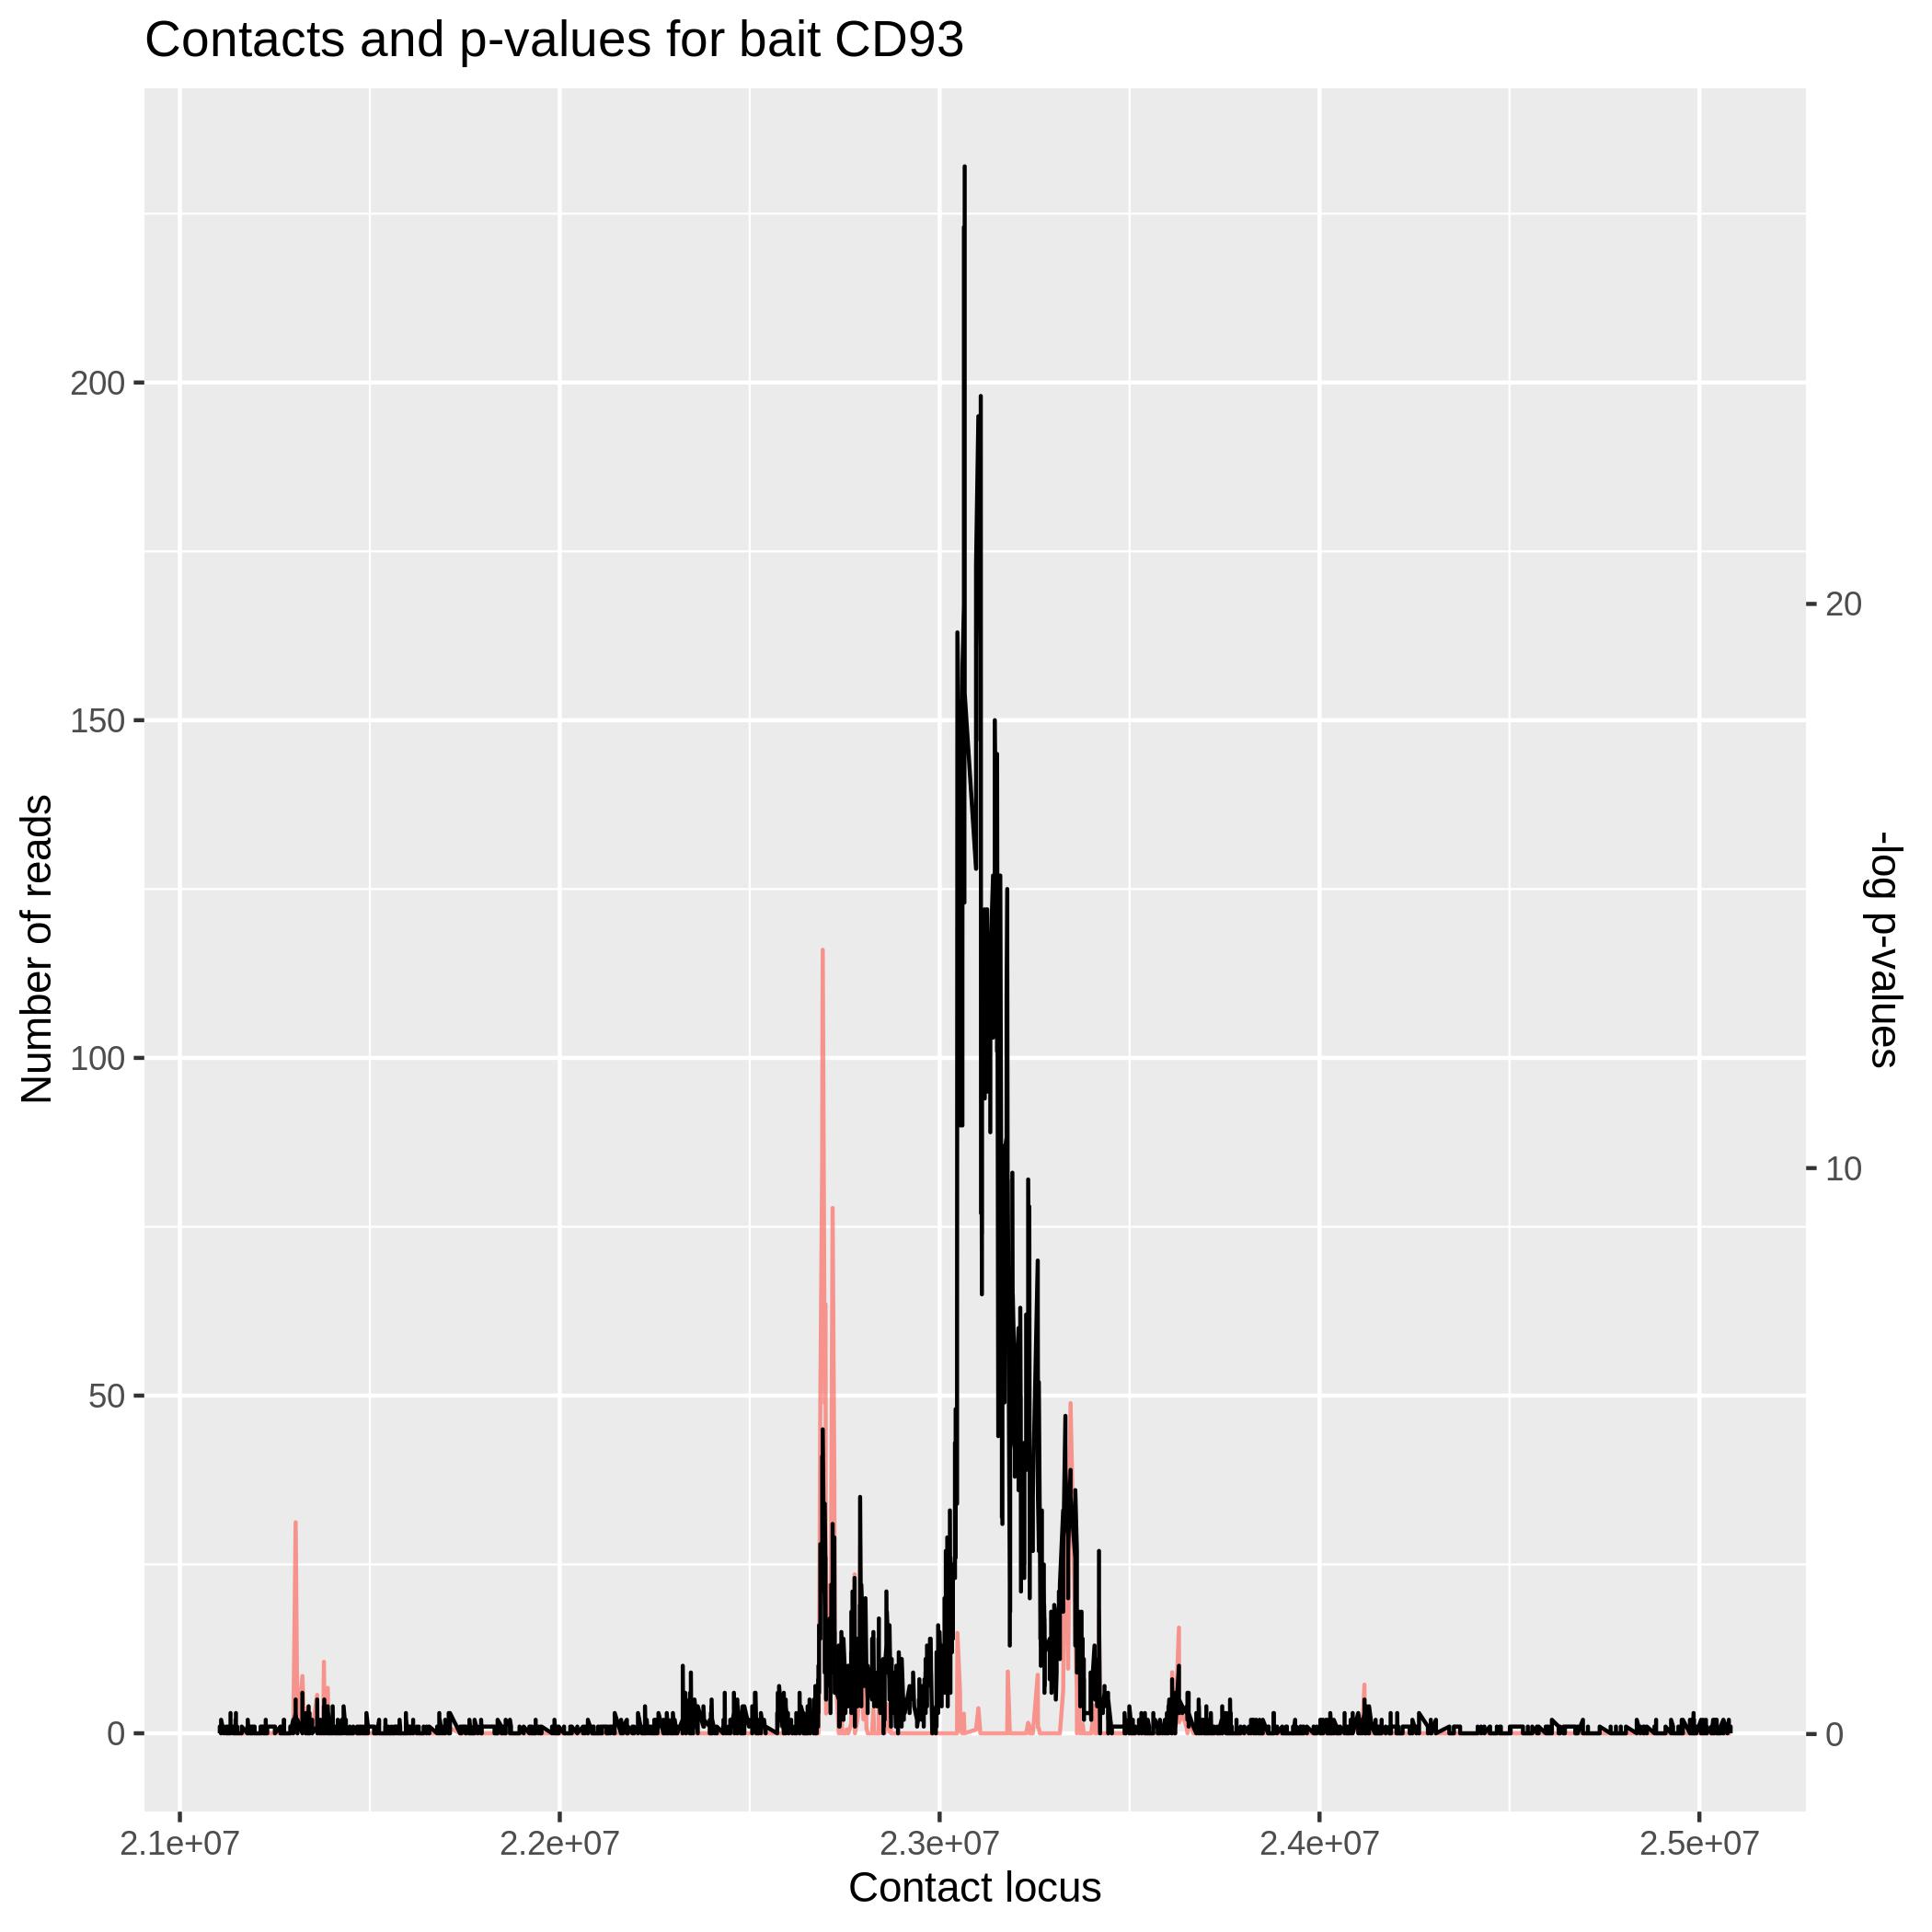 Contacts and p-values for bait CD93
200
150
100
50
0
Number of reads
20
10
0
-log p-values
2.1e+07 2.2e+07 2.3e+07 2.4e+07 2.5e+07
Contact locus